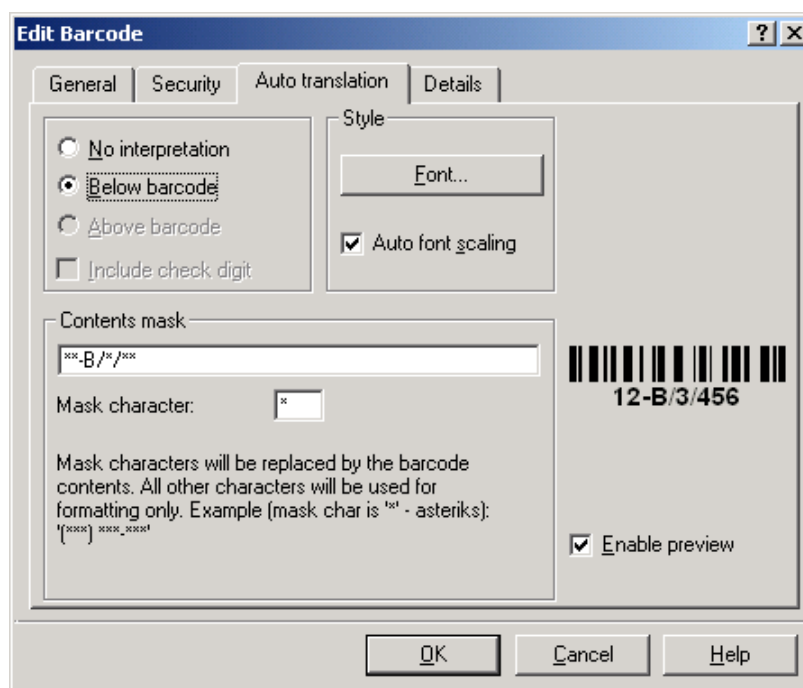 Edit Barcode
General Security Auto translation Details
No interpretation
Below barcode
Above barcode
Include check digit
Style
Font...
Auto font scaling
Contents mask
**-B/*/**
Mask character: *
Mask characters will be replaced by the barcode
contents. All other characters will be used for
formatting only. Example (mask char is '*' - asteriks):
'(***) ***-***'
12-B/3/456
Enable preview
OK Cancel Help